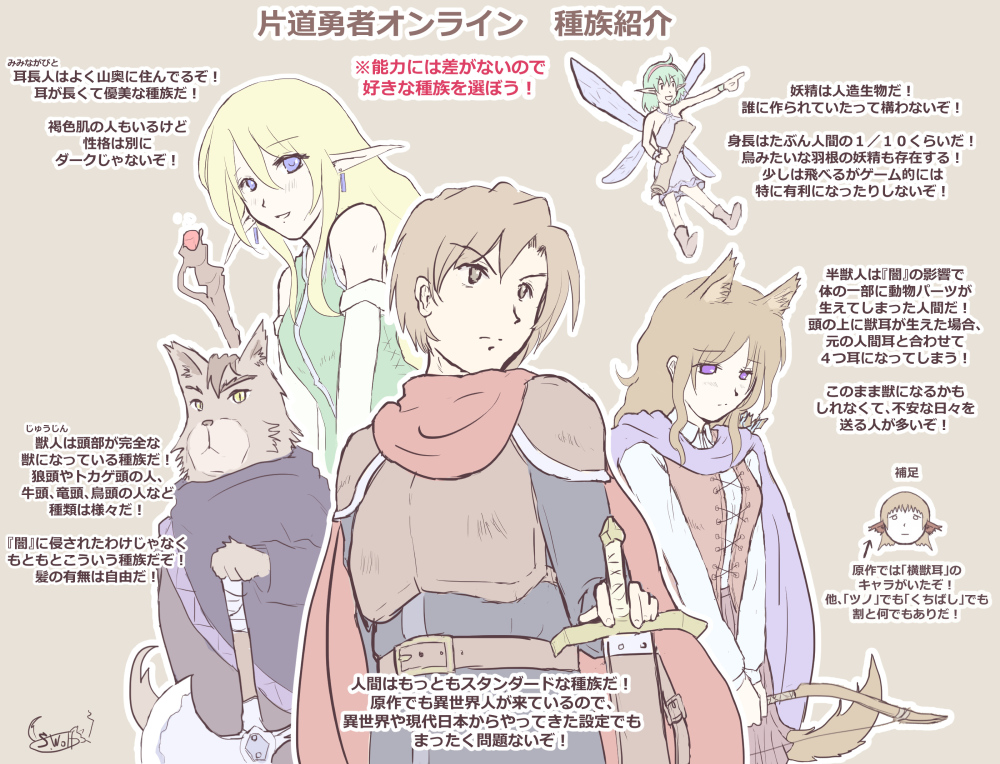 片道勇者オンライン　種族紹介
※能力には差がないので
好きな種族を選ぼう！
みみながびと
耳長人はよく山奥に住んでるぞ！
耳が長くて優美な種族だ！
褐色肌の人もいるけど
性格は別に
ダークじゃないぞ！
妖精は人造生物だ！
誰に作られていたって構わないぞ！
身長はたぶん人間の１／１０くらいだ！
鳥みたいな羽根の妖精も存在する！
少しは飛べるがゲーム的には
特に有利になったりしないぞ！
半獣人は『闇』の影響で
体の一部に動物パーツが
生えてしまった人間だ！
頭の上に獣耳が生えた場合、
元の人間耳と合わせて
４つ耳になってしまう！
このまま獣になるかも
しれなくて、不安な日々を
送る人が多いぞ！
じゅうじん
獣人は頭部が完全な
獣になっている種族だ！
狼頭やトカゲ頭の人、
牛頭、竜頭、鳥頭の人など
種類は様々だ！
『闇』に侵されたわけじゃなく
もともとこういう種族だぞ！
髪の有無は自由だ！
補足
原作では「横獣耳」の
キャラがいたぞ！
他、「ツノ」でも「くちばし」でも
割と何でもありだ！
人間はもっともスタンダードな種族だ！
原作でも異世界人が来ているので、
異世界や現代日本からやってきた設定でも
まったく問題ないぞ！